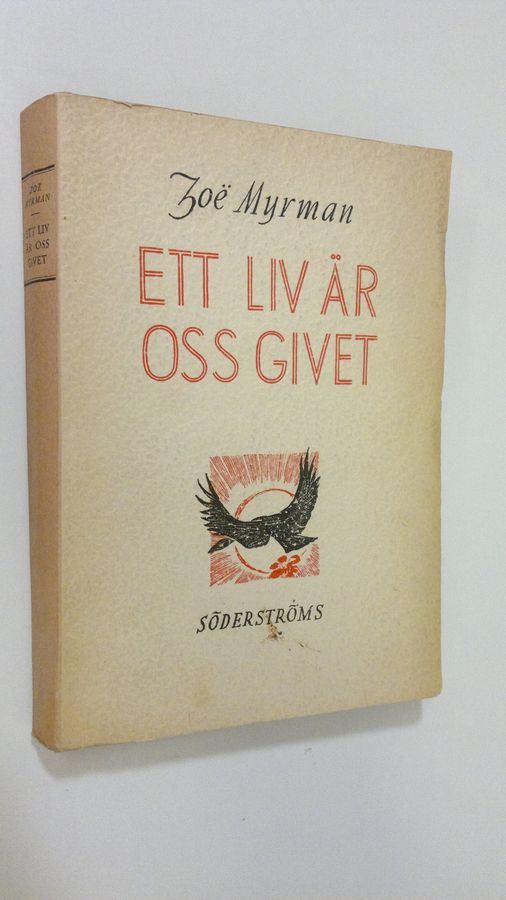 Zoë Myrman
ETT LIV ÄR
OSS GIVET
SÖDERSTRÖMS
ZOË
MYRMAN
ETT LIV
ÄR OSS
GIVET